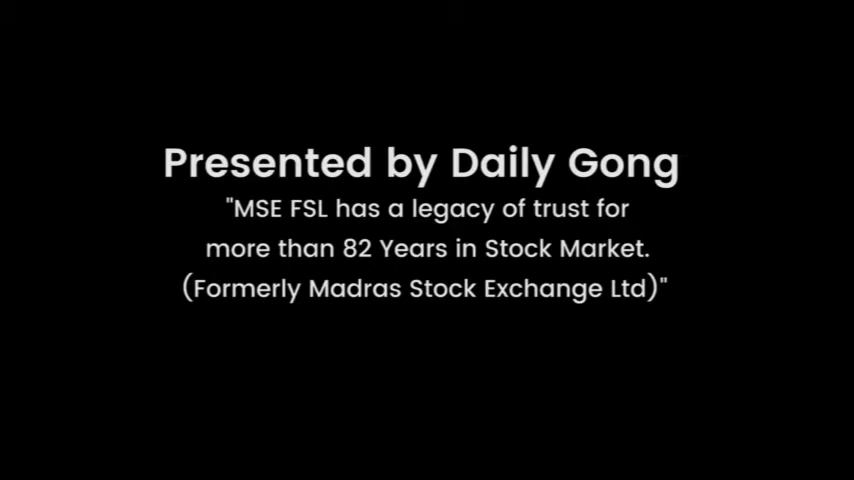 Presented by Daily Gong
"MSE FSL has a legacy of trust for
more than 82 Years in Stock Market.
(Formerly Madras Stock Exchange Ltd)"